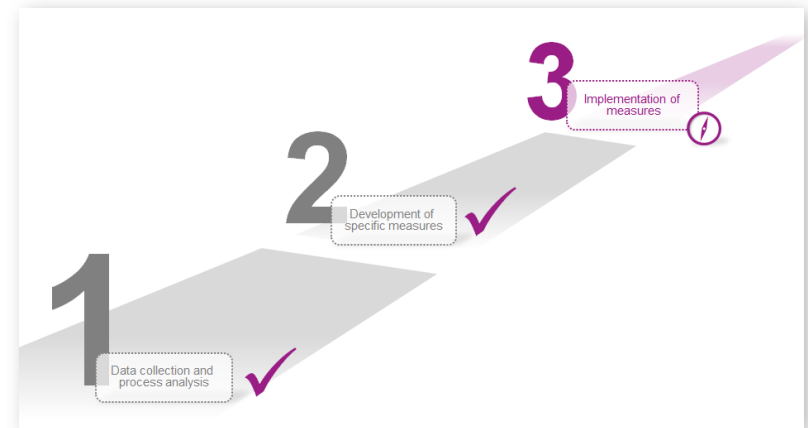 1
Data collection and
process analysis
2
Development of
specific measures
3
Implementation of
measures